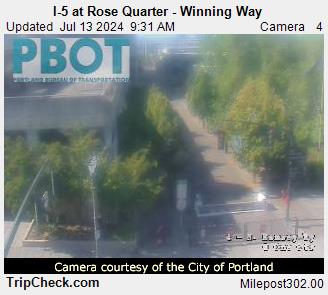 I-5 at Rose Quarter - Winning Way
Updated Jul 13 2024 9:31 AM Camera 4
PBOT
PORTLAND BUREAU OF TRANSPORTATION
Camera courtesy of the City of Portland
TripCheck.com Milepost302.00